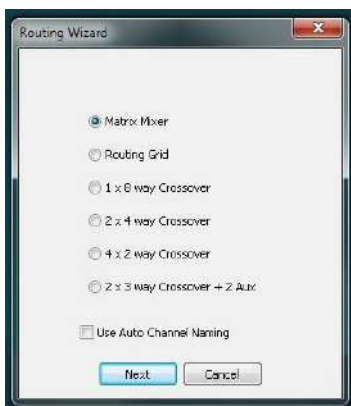 Routing Wizard
Matrix Mixer
Routing Grid
1 x 8 way Crossover
2 x 4 way Crossover
4 x 2 way Crossover
2 x 3 way Crossover + 2 Aux
Use Auto Channel Naming
Next
Cancel